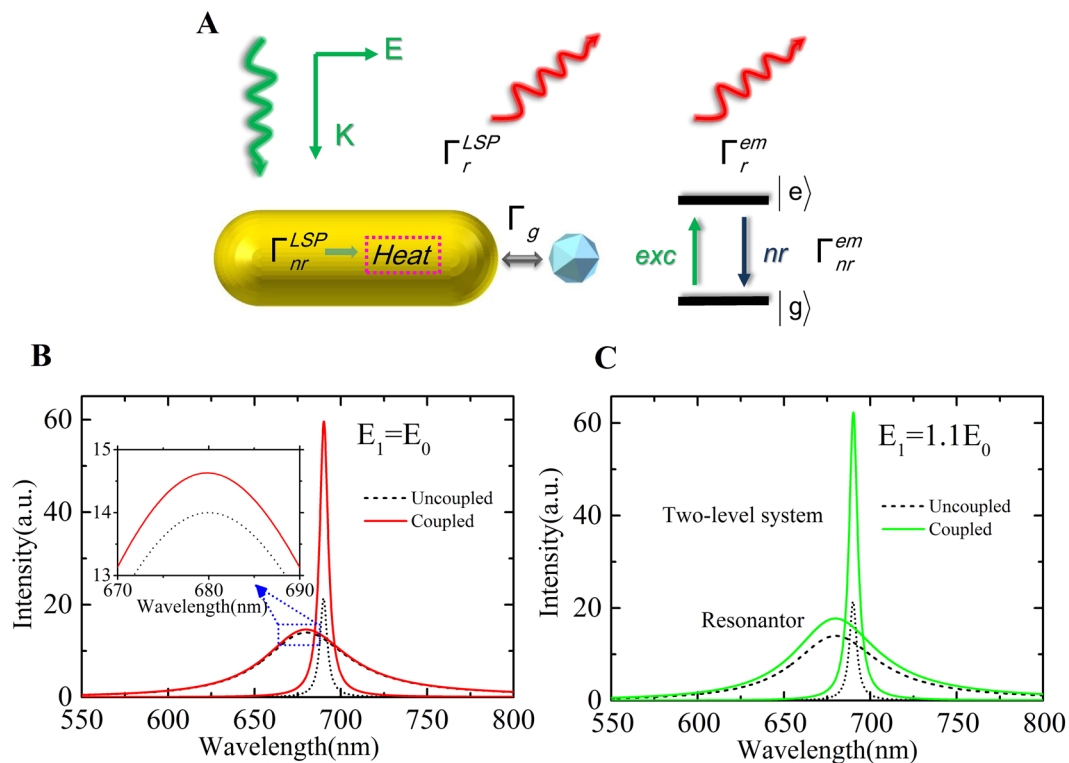 A
E
K
Γ_r^LSP
Γ_r^em
|e⟩
Γ_nr^LSP
Heat
Γ_g
exc
nr
Γ_nr^em
|g⟩
B
E₁=E₀
Uncoupled
Coupled
15
14
13
670
680
690
Wavelength(nm)
60
40
20
0
Intensity(a.u.)
550
600
650
700
750
800
Wavelength(nm)
C
E₁=1.1E₀
Two-level system
Uncoupled
Coupled
Resonantor
60
40
20
0
Intensity(a.u.)
550
600
650
700
750
800
Wavelength(nm)